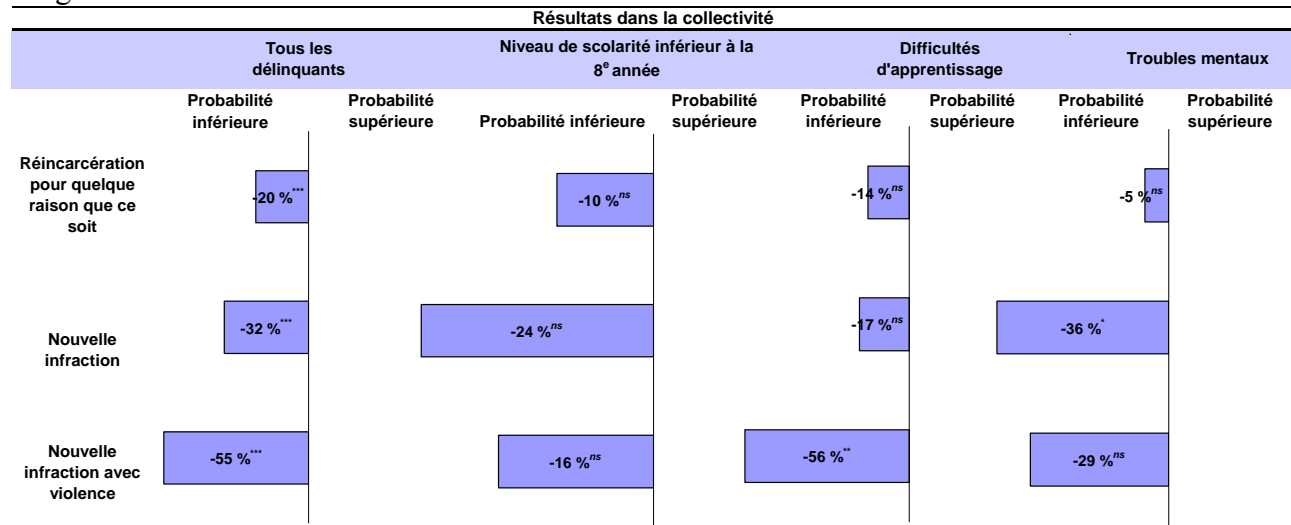 Résultats dans la collectivité
Tous les
délinquants
Niveau de scolarité inférieur à la
8e année
Difficultés
d'apprentissage
Troubles mentaux
Probabilité
inférieure
Probabilité
supérieure
Probabilité inférieure
Probabilité
supérieure
Probabilité
inférieure
Probabilité
supérieure
Probabilité
inférieure
Probabilité
supérieure
Réincarcération
pour quelque
raison que ce
soit
-20 %***
-10 %ns
-14 %ns
-5 %ns
Nouvelle
infraction
-32 %***
-24 %ns
-17 %ns
-36 %*
Nouvelle
infraction avec
violence
-55 %***
-16 %ns
-56 %**
-29 %ns